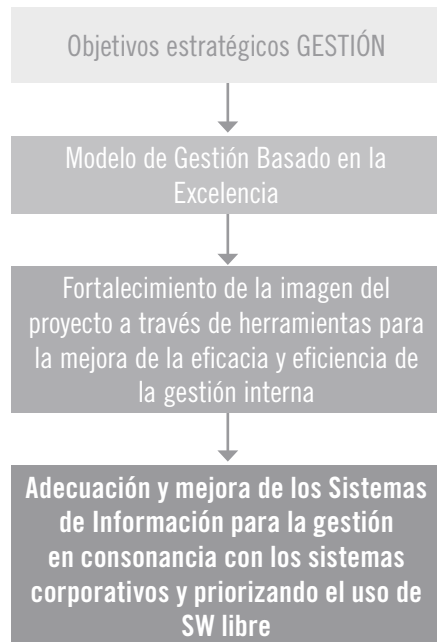 Objetivos estratégicos GESTIÓN
Modelo de Gestión Basado en la
Excelencia
Fortalecimiento de la imagen del
proyecto a través de herramientas para
la mejora de la eficacia y eficiencia de
la gestión interna
Adecuación y mejora de los Sistemas
de Información para la gestión
en consonancia con los sistemas
corporativos y priorizando el uso de
SW libre